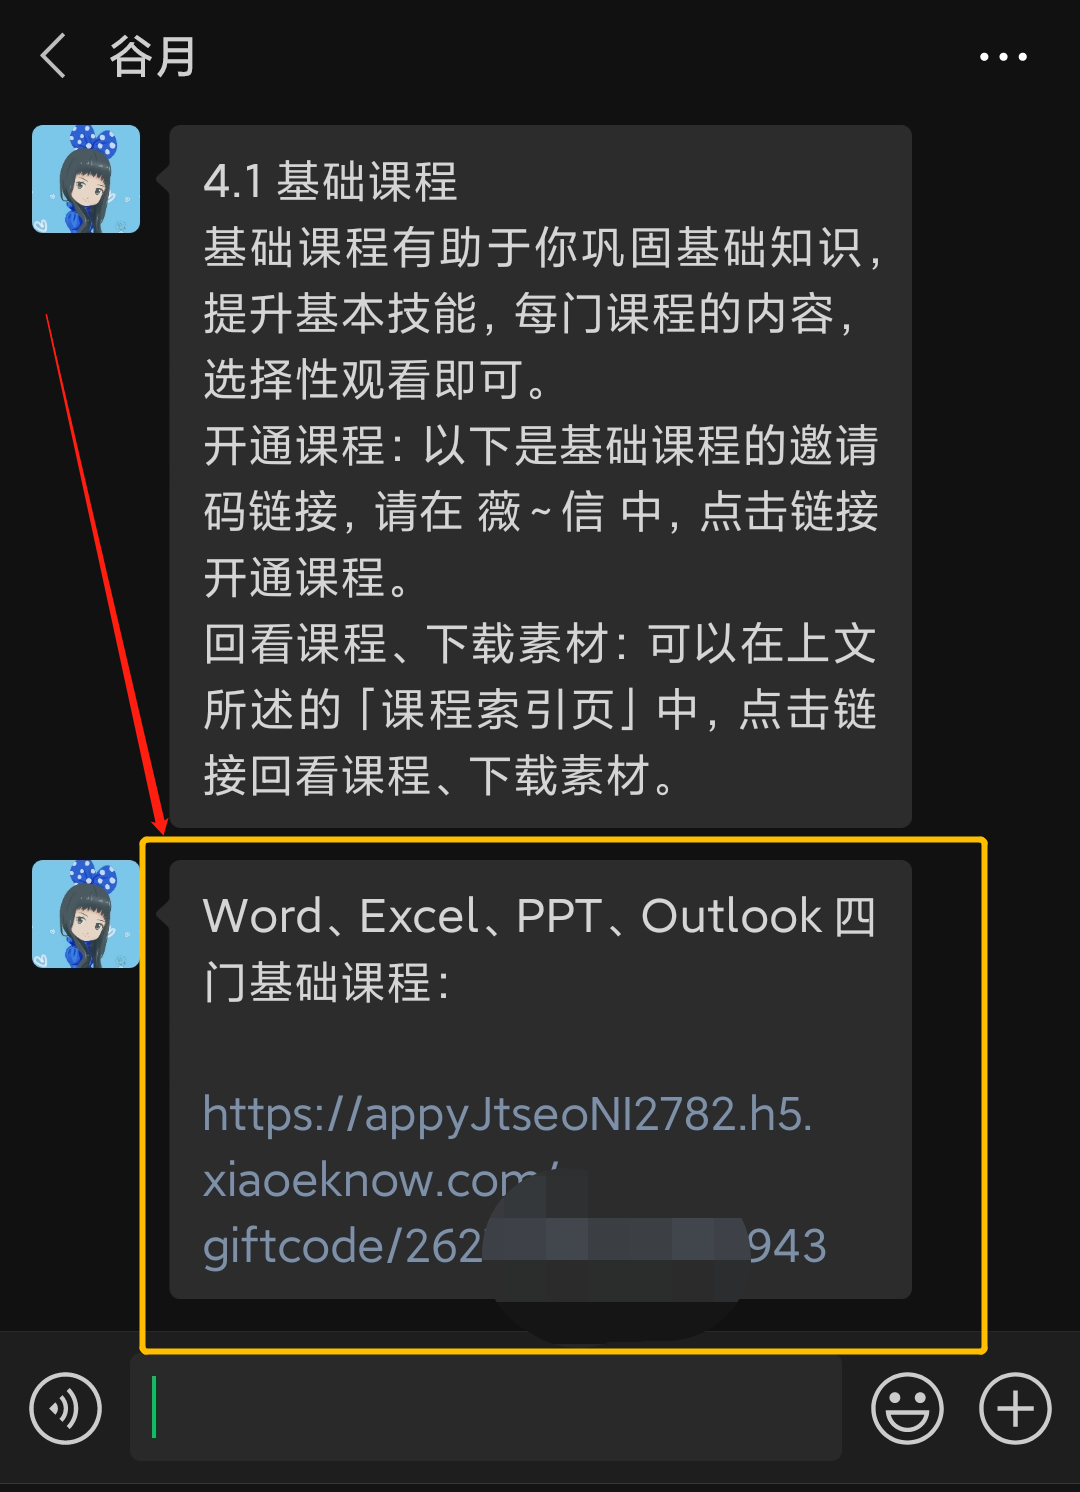 谷月
4.1 基础课程
基础课程有助于你巩固基础知识，
提升基本技能，每门课程的内容，
选择性观看即可。
开通课程：以下是基础课程的邀请
码链接，请在 薇~信 中，点击链接
开通课程。
回看课程、下载素材：可以在上文
所述的「课程索引页」中，点击链
接回看课程、下载素材。
Word、Excel、PPT、Outlook 四
门基础课程：
https://appyJtseoNI2782.h5.
xiaoeknow.com/
giftcode/262 943